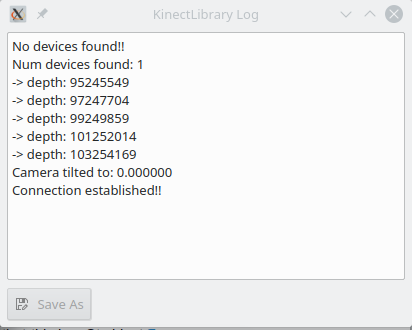 KinectLibrary Log
No devices found!!
Num devices found: 1
-> depth: 95245549
-> depth: 97247704
-> depth: 99249859
-> depth: 101252014
-> depth: 103254169
Camera tilted to: 0.000000
Connection established!!
Save As